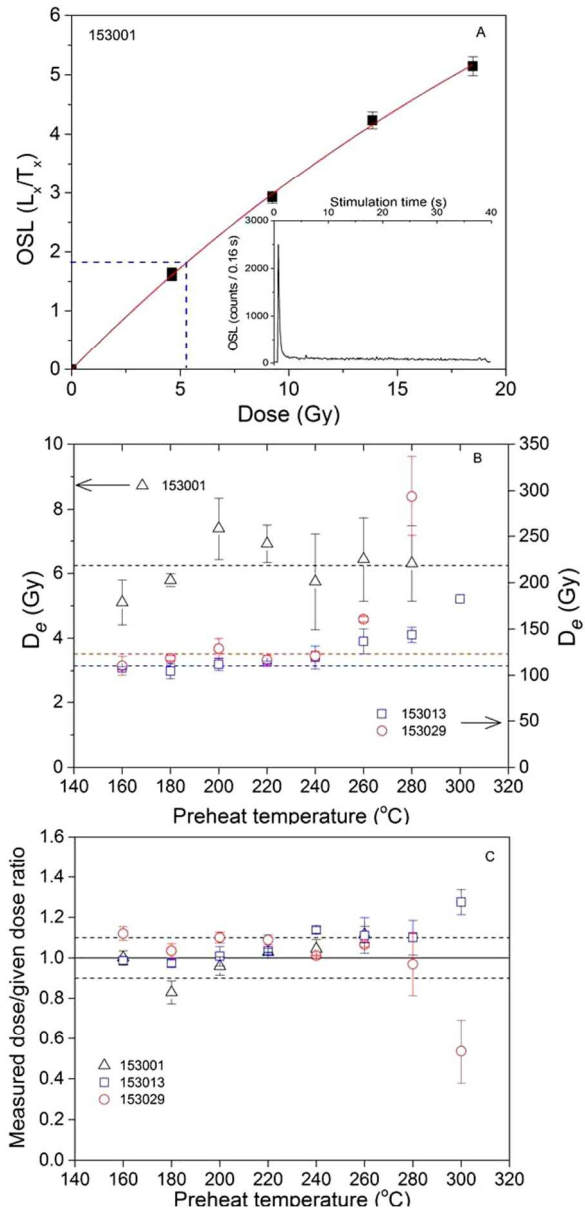 153001
A
OSL (Lx/Tx)
6
5
4
3
2
1
0
0 5 10 15 20
Dose (Gy)
Stimulation time (s)
0 20 40
OSL (counts / 0.16 s)
3000
2000
1000
0
B
De (Gy)
10
8
6
4
2
0
153001
De (Gy)
350
300
250
200
150
100
50
0
153013
153029
140 160 180 200 220 240 260 280 300 320
Preheat temperature (oC)
C
Measured dose/given dose ratio
1.6
1.4
1.2
1.0
0.8
0.6
0.4
0.2
0.0
153001
153013
153029
140 160 180 200 220 240 260 280 300 320
Preheat temperature (oC)